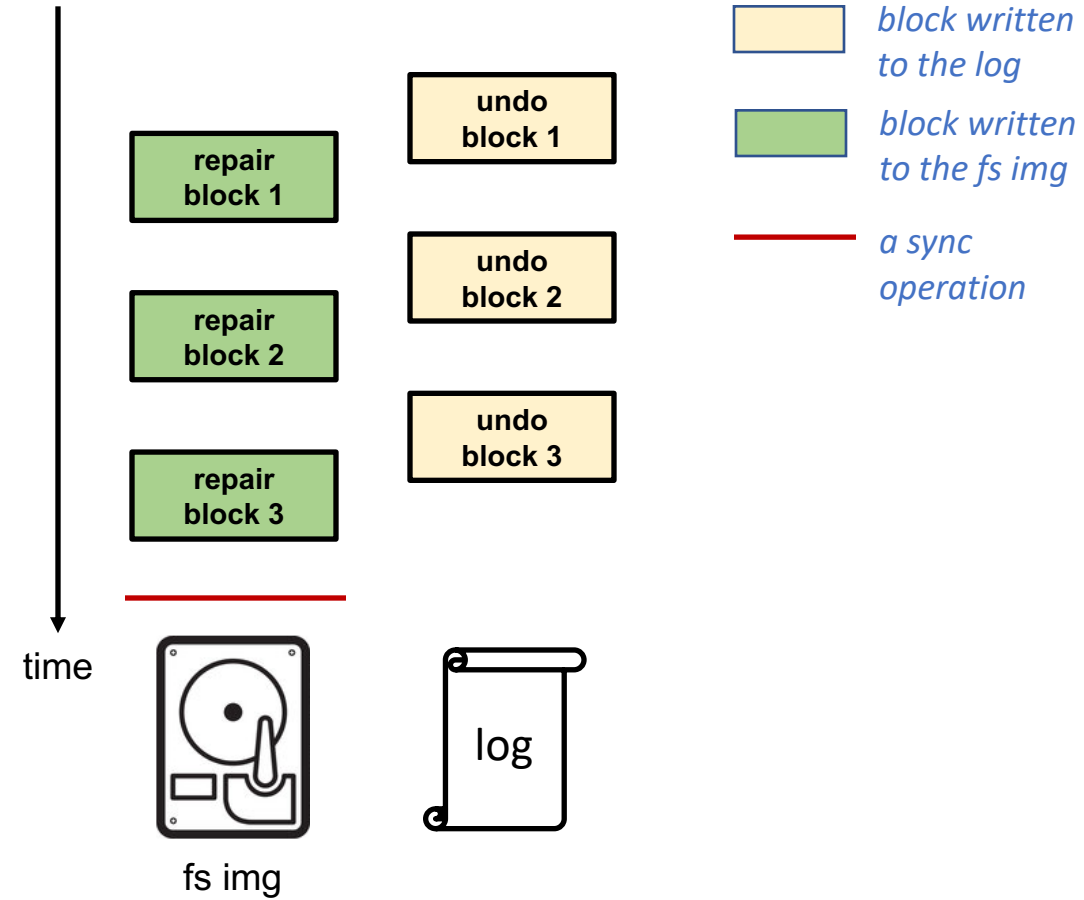 undo
block 1
repair
block 1
undo
block 2
repair
block 2
undo
block 3
repair
block 3
time
log
fs img
block written
to the log
block written
to the fs img
a sync
operation